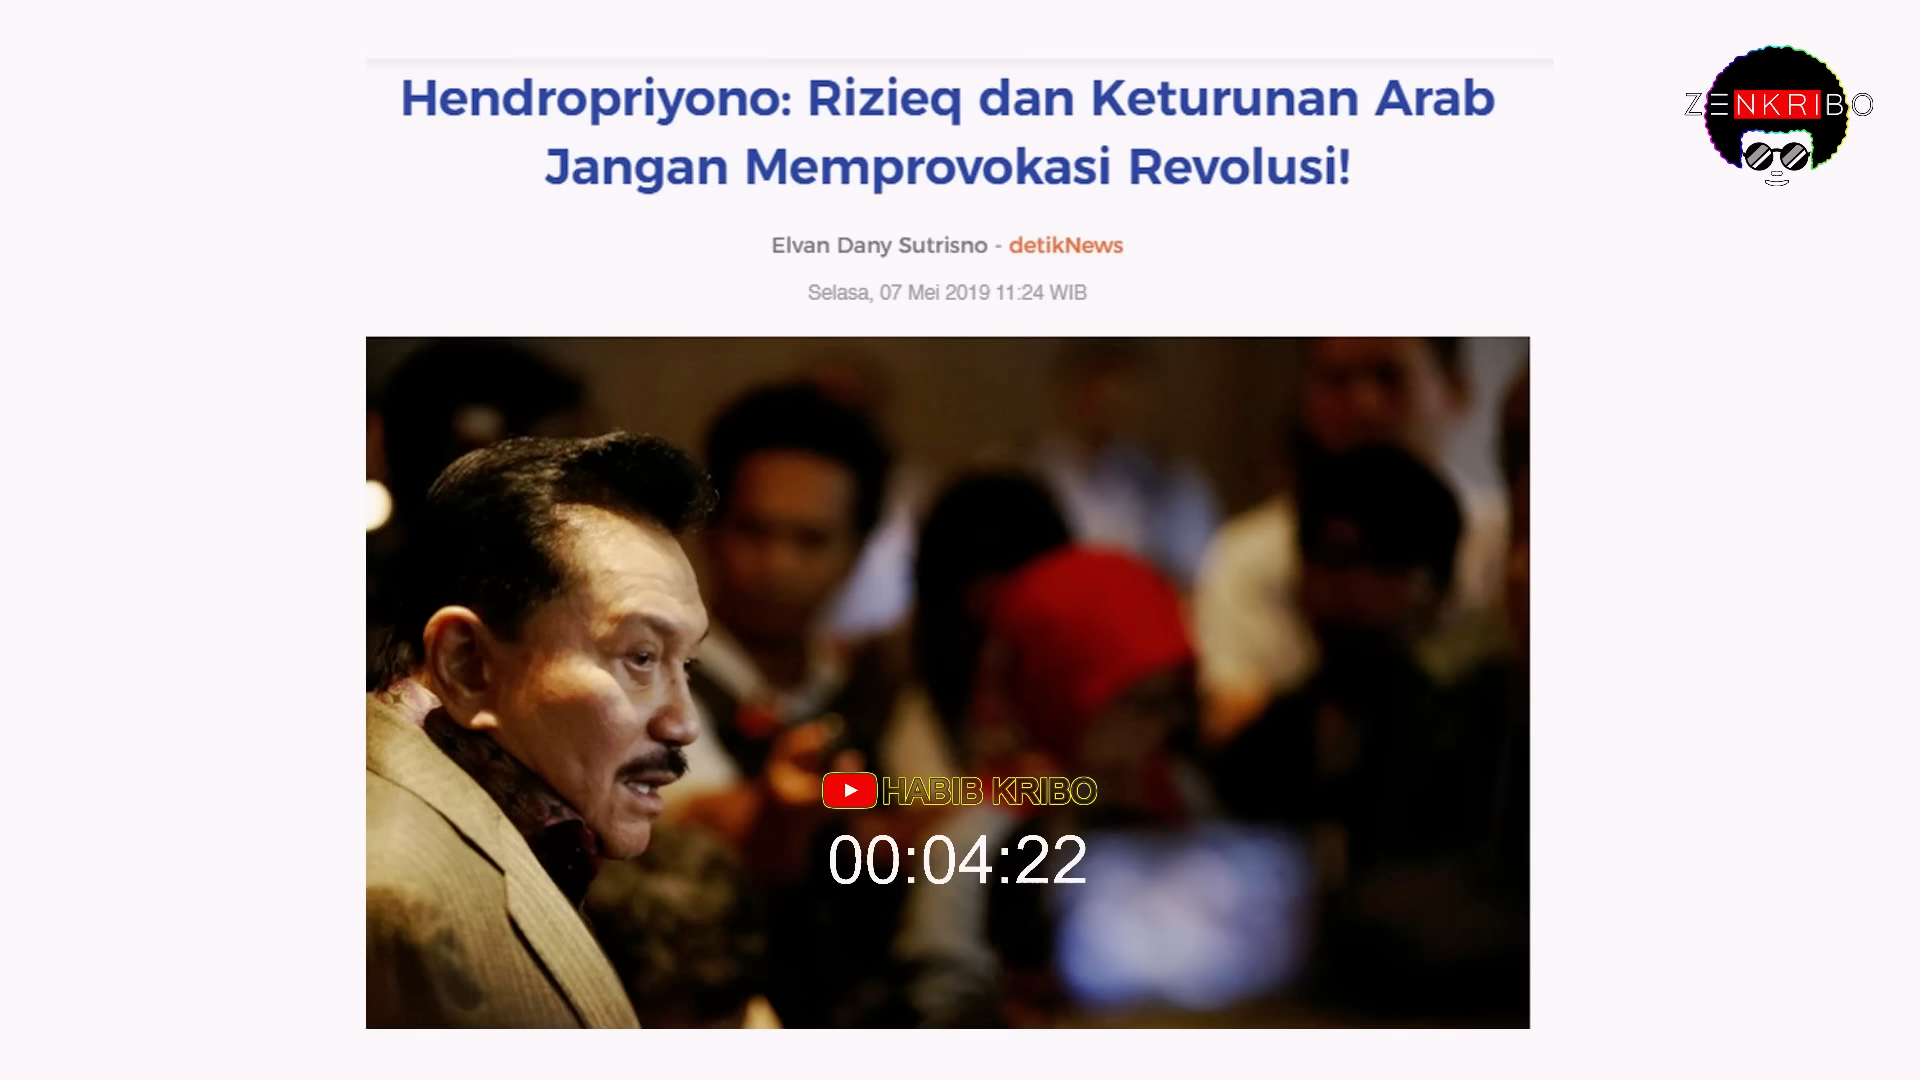 Hendropriyono: Rizieq dan Keturunan Arab
Jangan Memprovokasi Revolusi!
ZENKRIBO
Elvan Dany Sutrisno - detikNews
Selasa, 07 Mei 2019 11:24 WIB
HABIB KRIBO
00:04:22